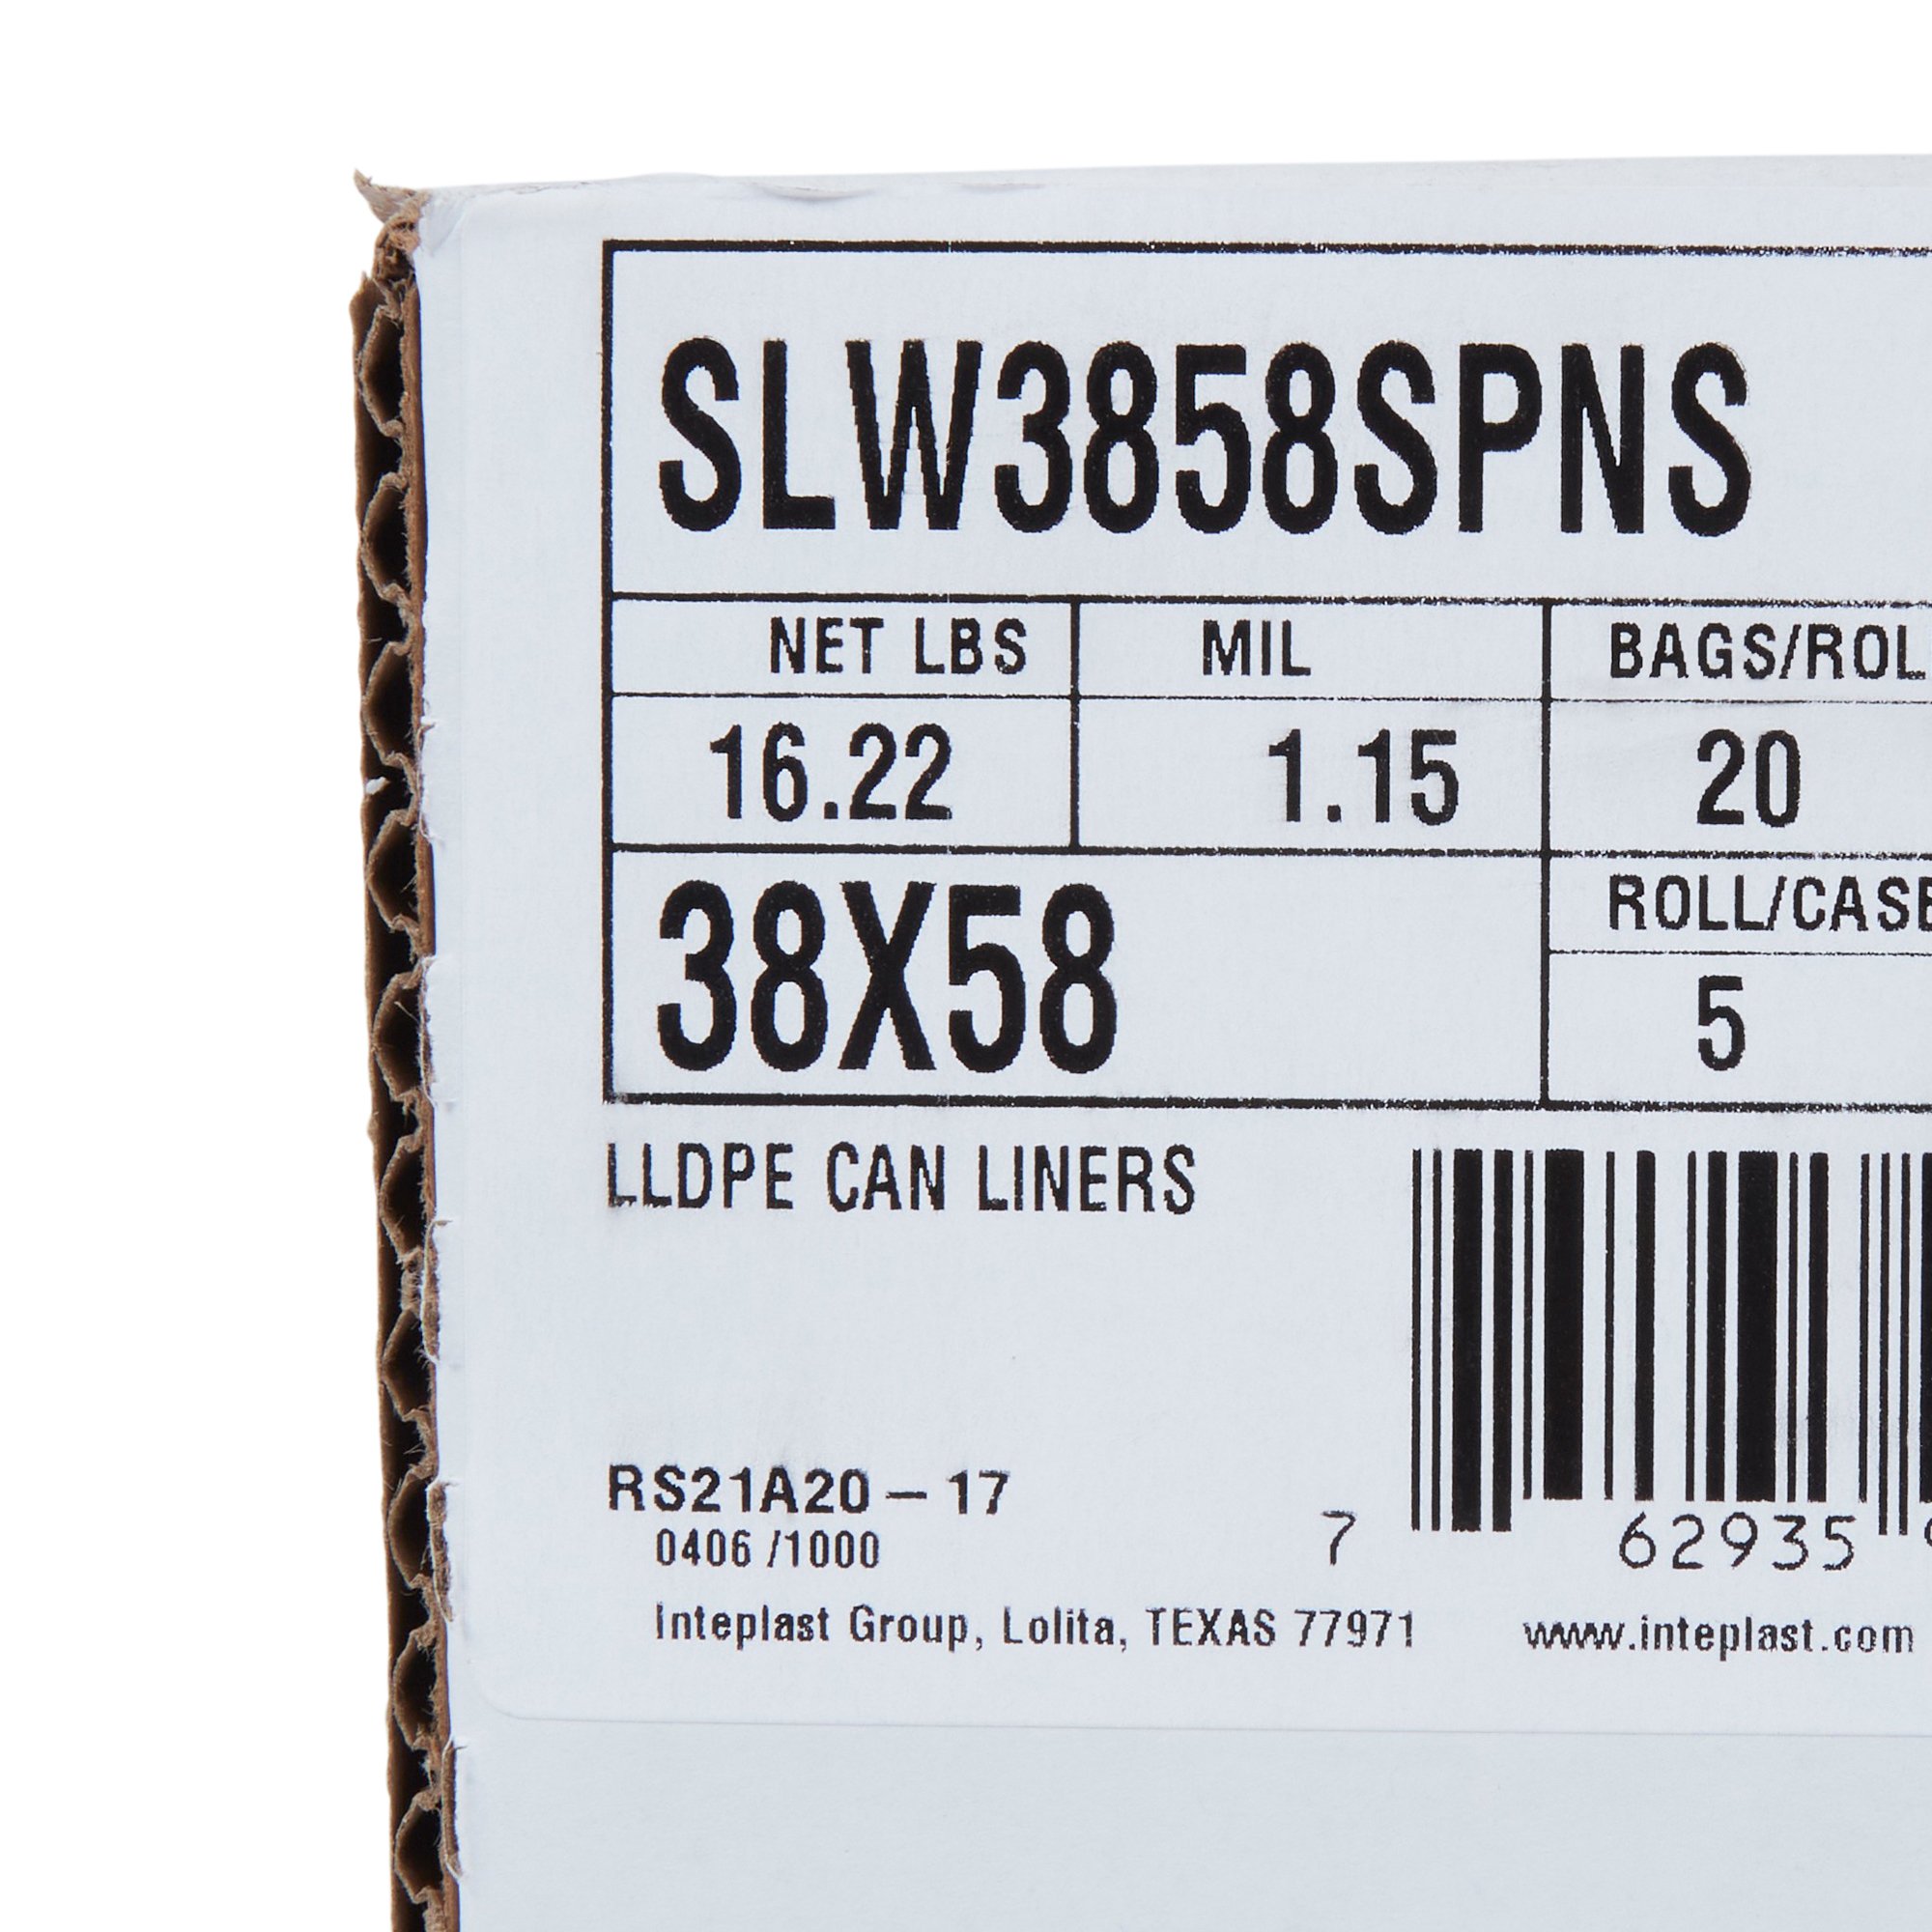 SLW3858SPNS
NET LBS MIL BAGS/ROL
16.22 1.15 20
38X58 ROLL/CASE
5
LLDPE CAN LINERS
RS21A20 – 17
0406 /1000
7 62935
Inteplast Group, Lolita, TEXAS 77971 www.inteplast.com